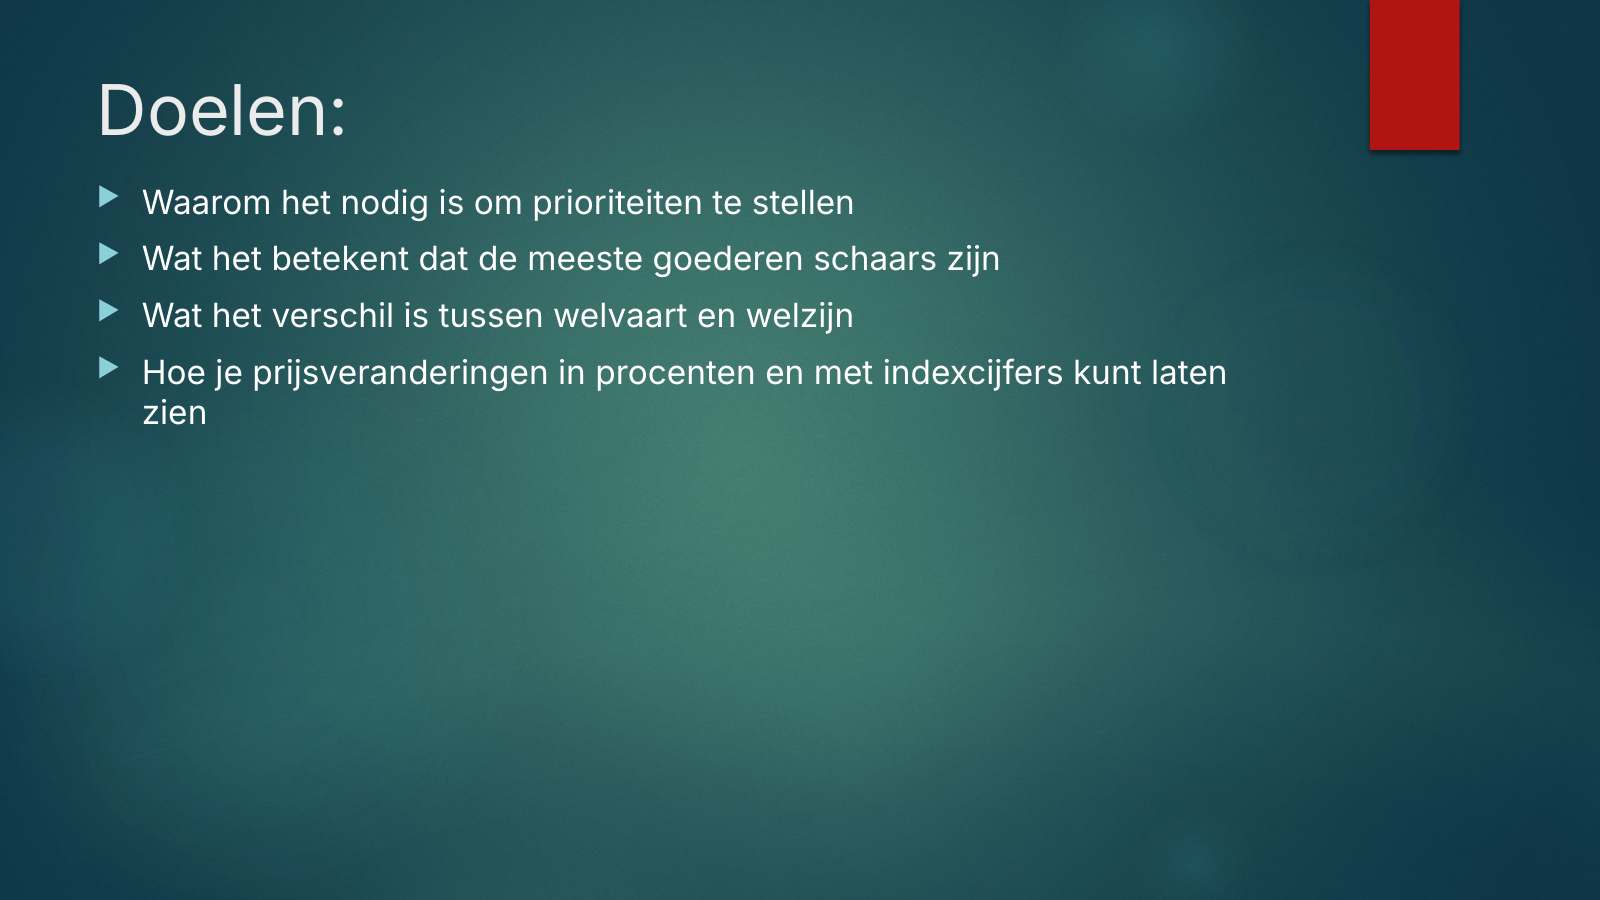 Doelen:
Waarom het nodig is om prioriteiten te stellen
Wat het betekent dat de meeste goederen schaars zijn
Wat het verschil is tussen welvaart en welzijn
Hoe je prijsveranderingen in procenten en met indexcijfers kunt laten
zien